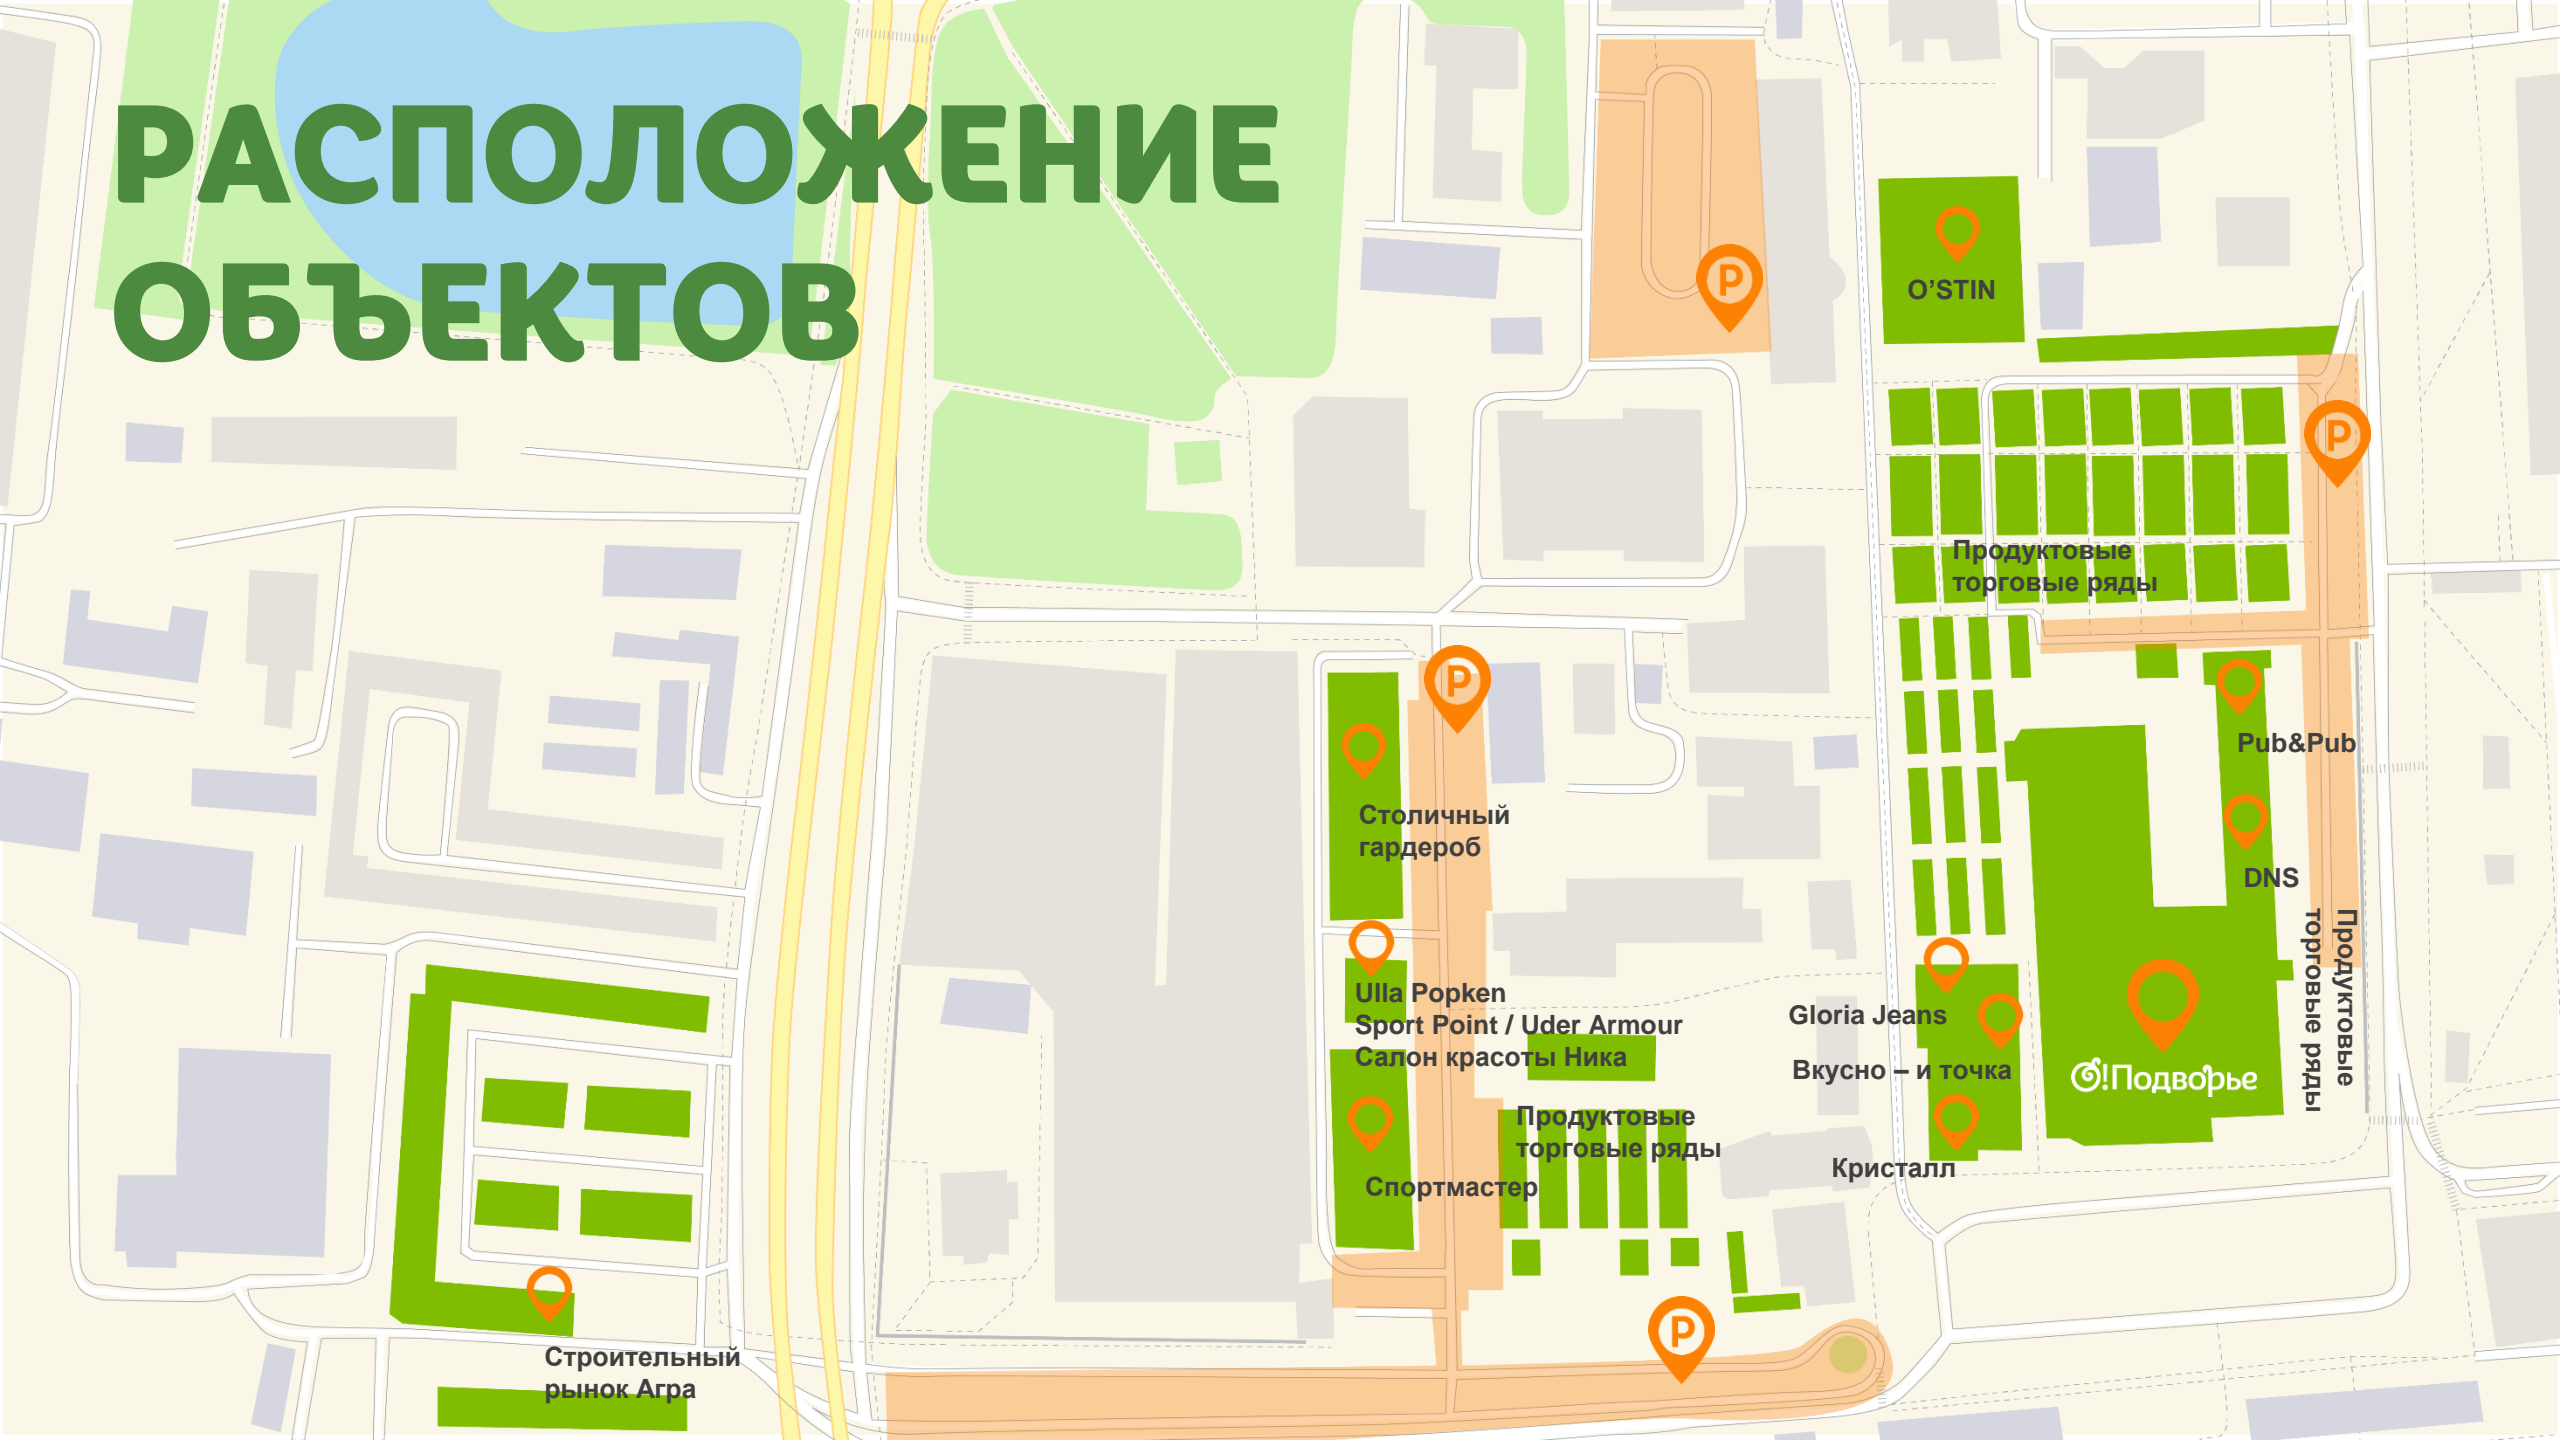 РАСПОЛОЖЕНИЕ
ОБЪЕКТОВ
P
O’STIN
P
Продуктовые
торговые ряды
P
Pub&Pub
Столичный
гардероб
DNS
Продуктовые
торговые ряды
Ulla Popken
Sport Point / Uder Armour
Салон красоты Ника
Gloria Jeans
Вкусно – и точка
О!Подворье
Продуктовые
торговые ряды
Кристалл
Спортмастер
P
Строительный
рынок Агра